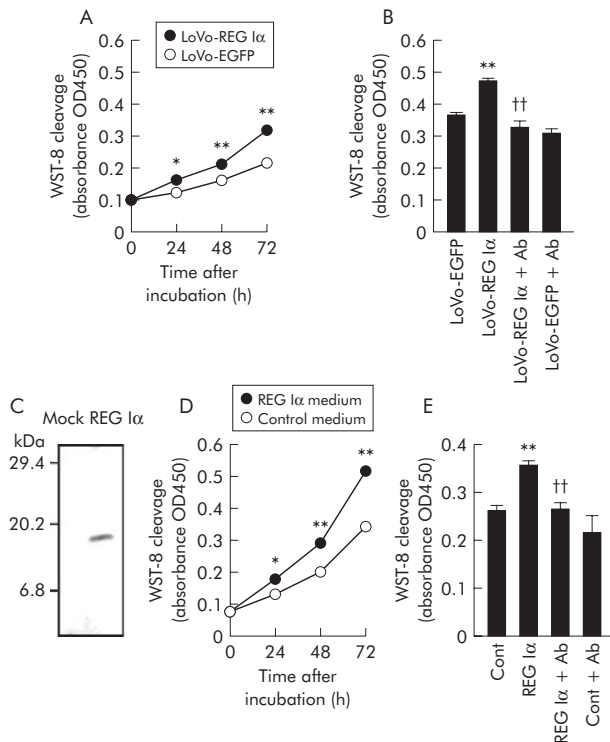 A
LoVo-REG Iα
LoVo-EGFP
WST-8 cleavage
(absorbance OD450)
0.6
0.5
0.4
0.3
0.2
0.1
0
*
**
**
0 24 48 72
Time after
incubation (h)
B
WST-8 cleavage
(absorbance OD450)
0.6
0.5
0.4
0.3
0.2
0.1
0
**
††
LoVo-EGFP
LoVo-REG Iα
LoVo-REG Iα + Ab
LoVo-EGFP + Ab
C
Mock REG Iα
kDa
29.4
20.2
6.8
D
REG Iα medium
Control medium
WST-8 cleavage
(absorbance OD450)
0.6
0.5
0.4
0.3
0.2
0.1
0
*
**
**
0 24 48 72
Time after
incubation (h)
E
WST-8 cleavage
(absorbance OD450)
0.4
0.3
0.2
0.1
0
**
††
Cont
REG Iα
REG Iα + Ab
Cont + Ab